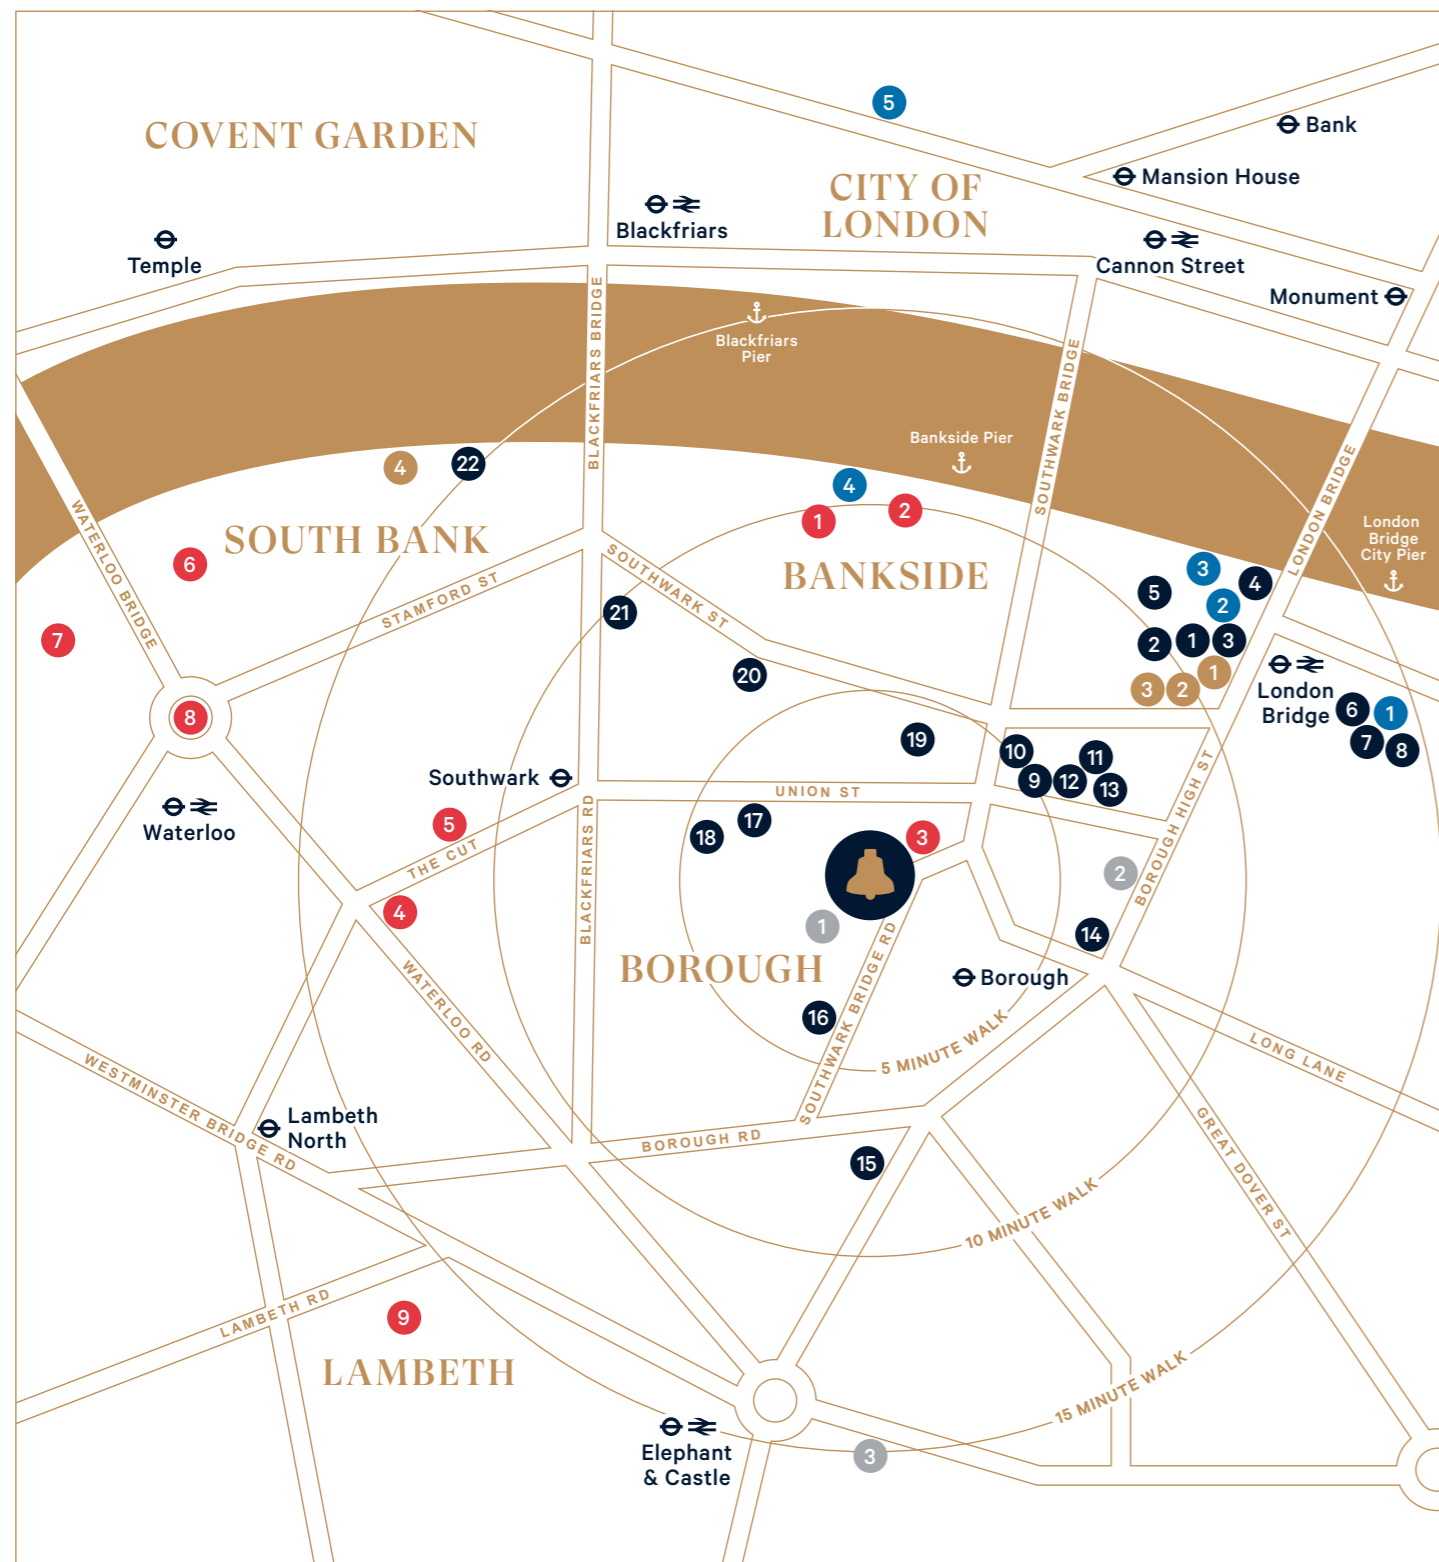 5
Bank
COVENT GARDEN
Mansion House
CITY OF
LONDON
Blackfriars
Temple
Cannon Street
Monument
BLACKFRIARS BRIDGE
Blackfriars
Pier
SOUTHWARK BRIDGE
Bankside Pier
LONDON BRIDGE
4
22
4
1
2
London
Bridge
City Pier
WATERLOO BRIDGE
SOUTH BANK
6
STAMFORD ST
SOUTHWARK ST
BANKSIDE
3
4
5
2
21
7
2
1
3
1
3
2
20
London
Bridge
6
1
7
8
8
19
10
11
9
12
13
Southwark
UNION ST
BOROUGH HIGH ST
Waterloo
5
THE CUT
BLACKFRIARS RD
18
17
3
2
4
1
14
BOROUGH
SOUTHWARK BRIDGE RD
Borough
WATERLOO RD
16
5 MINUTE WALK
LONG LANE
WESTMINSTER BRIDGE RD
Lambeth
North
BOROUGH RD
15
GREAT DOVER ST
10 MINUTE WALK
LAMBETH RD
9
LAMBETH
15 MINUTE WALK
Elephant
& Castle
3